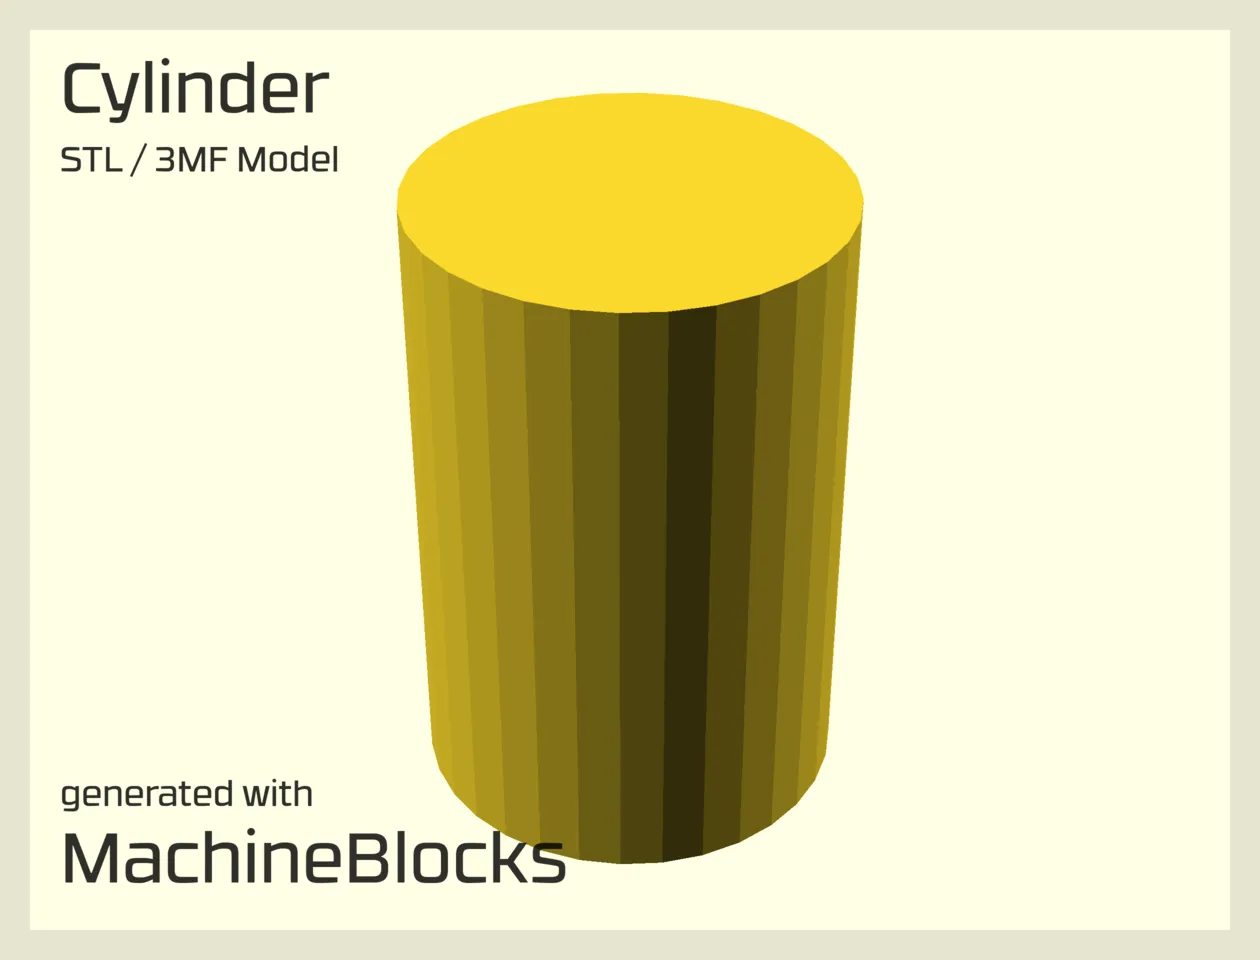 Cylinder
STL / 3MF Model
generated with
MachineBlocks